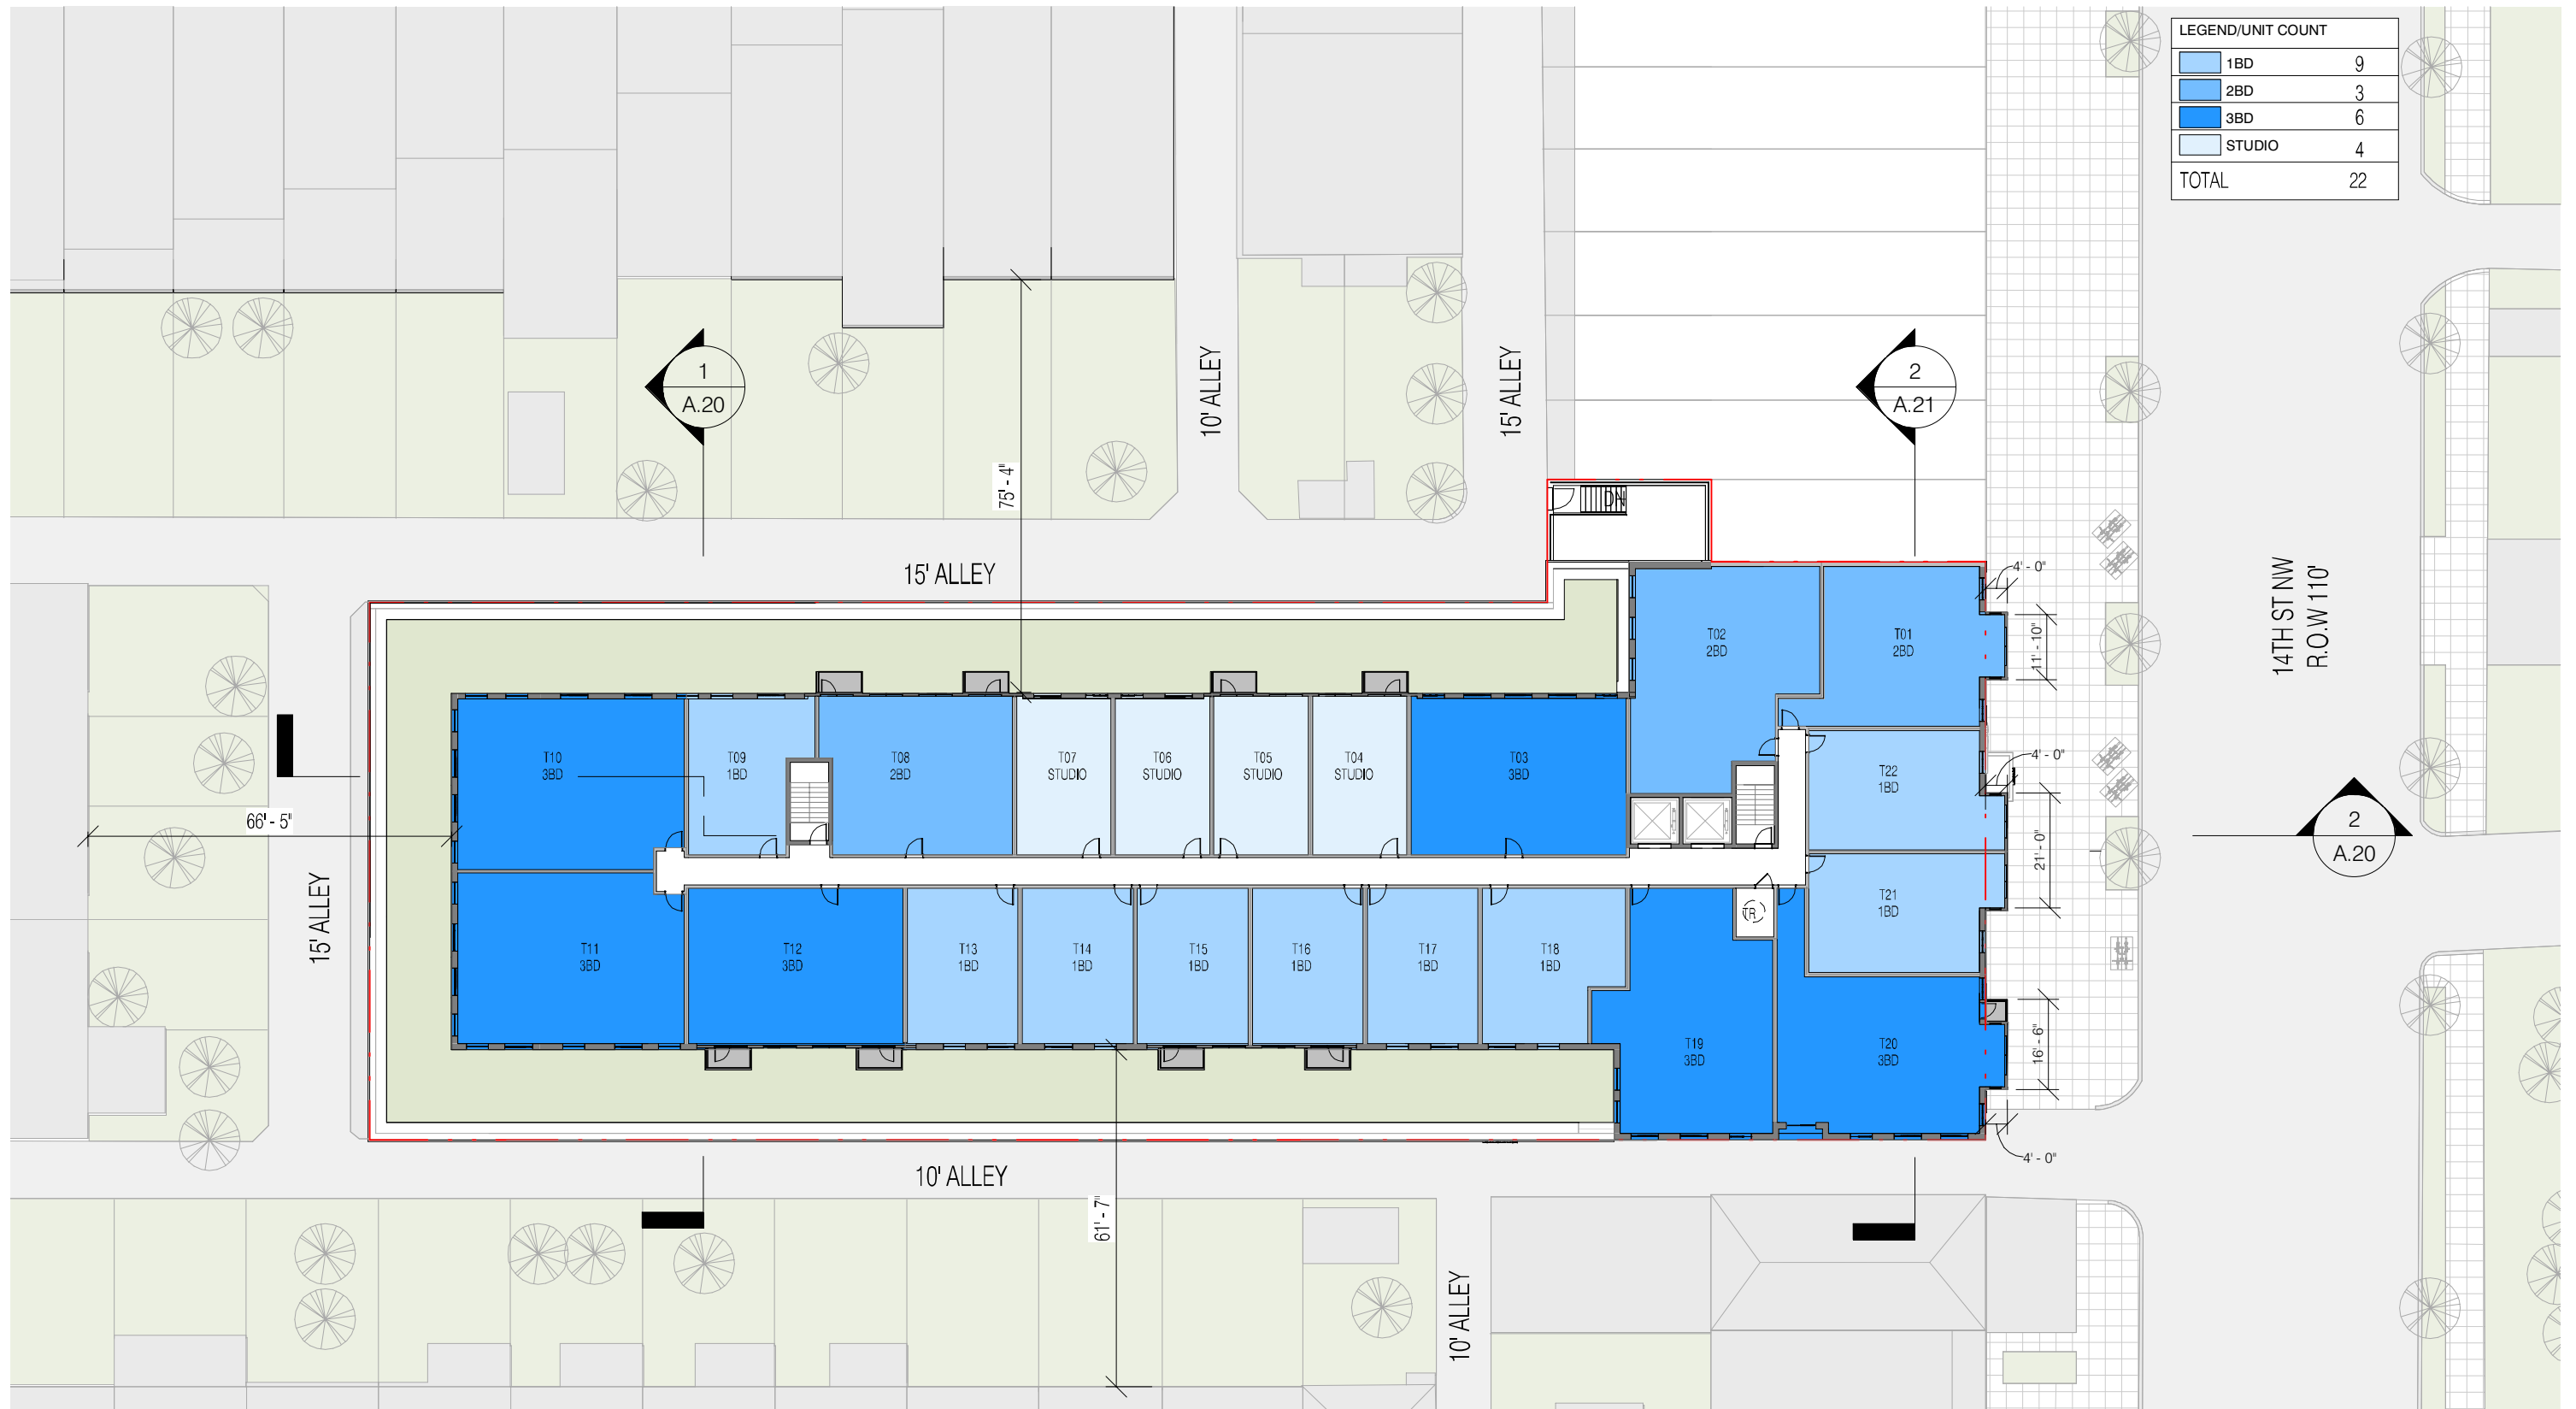 LEGEND/UNIT COUNT
1BD 9
2BD 3
3BD 6
STUDIO 4
TOTAL 22
1
A.20
2
A.21
10' ALLEY
15' ALLEY
75' - 4"
DN
15' ALLEY
14TH ST NW
R.O.W 110'
4' - 0"
11' - 10"
T02
2BD
T01
2BD
T10
3BD
T09
1BD
T08
2BD
T07
STUDIO
T06
STUDIO
T05
STUDIO
T04
STUDIO
T03
3BD
T22
1BD
4' - 0"
66' - 5"
21' - 0"
2
A.20
15' ALLEY
T21
1BD
TR
T11
3BD
T12
3BD
T13
1BD
T14
1BD
T15
1BD
T16
1BD
T17
1BD
T18
1BD
T19
3BD
T20
3BD
16' - 6"
4' - 0"
10' ALLEY
61' - 7"
10' ALLEY